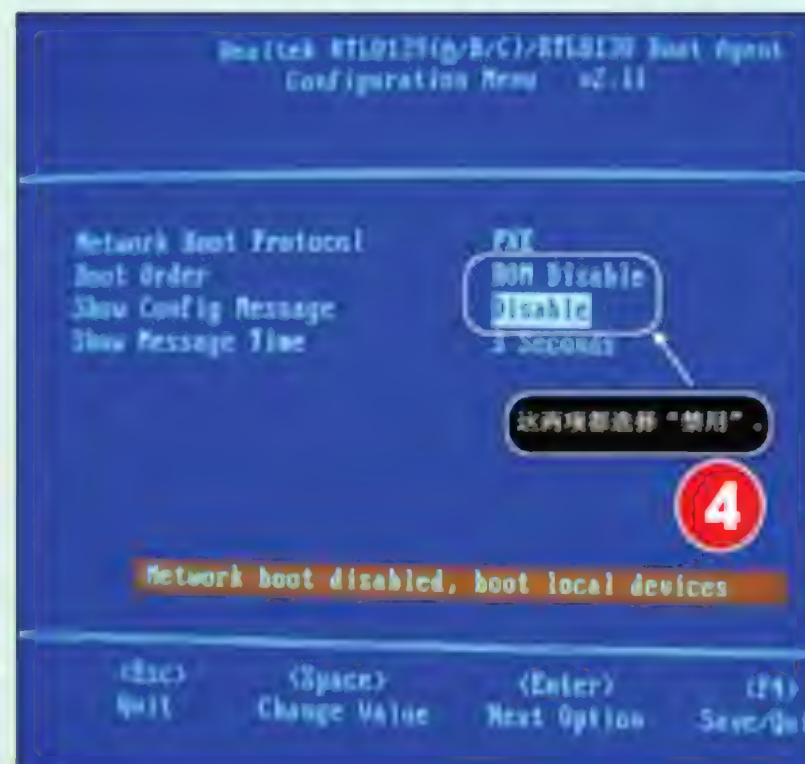 Realtek RTL8139(@/B/C)/RTL8130 Boot Agent
Configuration Menu v2.11
Network Boot Protocol PXE
Boot Order ROM Disable
Show Config Message Disable
Show Message Time 3 Seconds
这两项都选择“禁用”。
4
Network boot disabled, boot local devices
<Esc> <Space> <Enter> <F4>
Quit Change Value Next Option